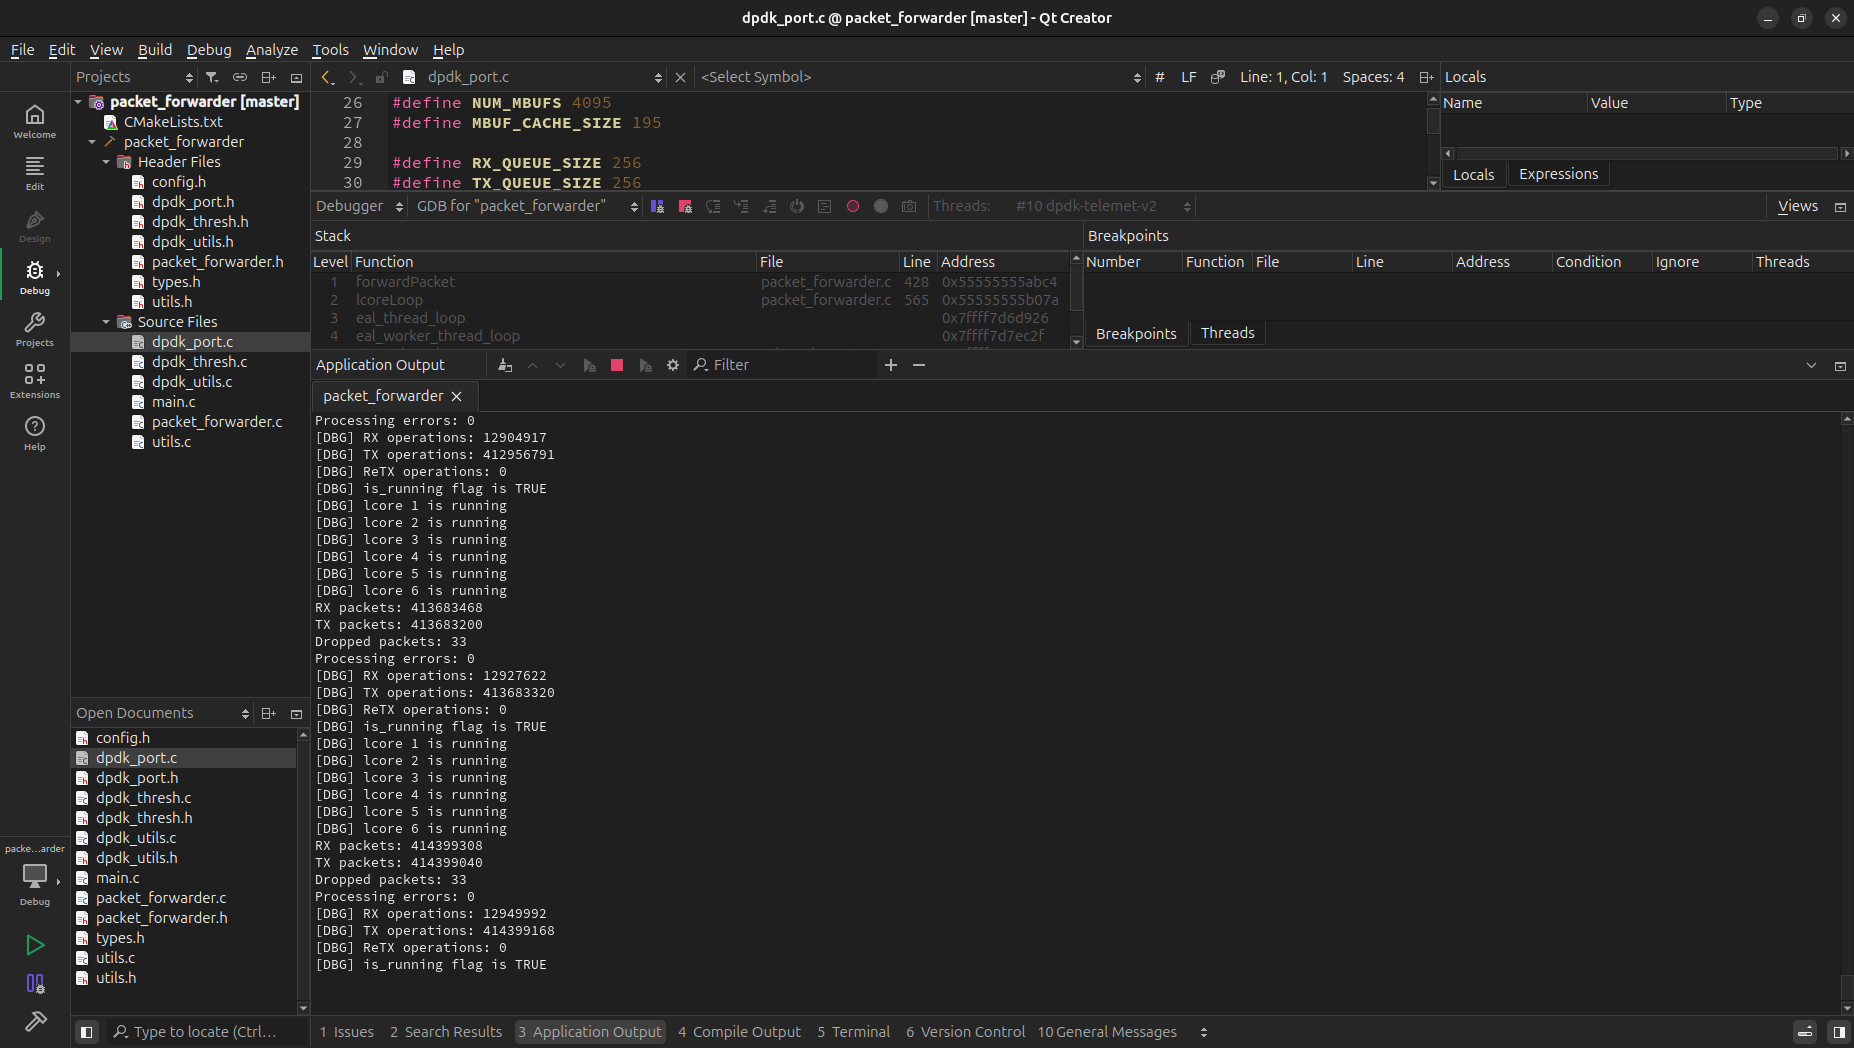 dpdk_port.c @ packet_forwarder [master] - Qt Creator
File Edit View Build Debug Analyze Tools Window Help
Projects
dpdk_port.c
<Select Symbol>
# LF Line: 1, Col: 1 Spaces: 4
Locals
Welcome
Edit
Design
Debug
Projects
Extensions
Help
packet_forwarder [master]
CMakeLists.txt
packet_forwarder
Header Files
config.h
dpdk_port.h
dpdk_thresh.h
dpdk_utils.h
packet_forwarder.h
types.h
utils.h
Source Files
dpdk_port.c
dpdk_thresh.c
dpdk_utils.c
main.c
packet_forwarder.c
utils.c
26 #define NUM_MBUFS 4095
27 #define MBUF_CACHE_SIZE 195
28
29 #define RX_QUEUE_SIZE 256
30 #define TX_QUEUE_SIZE 256
Name Value Type
Locals Expressions
Debugger GDB for "packet_forwarder" Threads: #10 dpdk-telemet-v2 Views
Stack
Level Function File Line Address
1 forwardPacket packet_forwarder.c 428 0x55555555abc4
2 lcoreLoop packet_forwarder.c 565 0x55555555b07a
3 eal_thread_loop 0x7ffff7d6d926
4 eal_worker_thread_loop 0x7ffff7d7ec2f
Breakpoints
Number Function File Line Address Condition Ignore Threads
Breakpoints Threads
Application Output Filter
packet_forwarder
Processing errors: 0
[DBG] RX operations: 12904917
[DBG] TX operations: 412956791
[DBG] ReTX operations: 0
[DBG] is_running flag is TRUE
[DBG] lcore 1 is running
[DBG] lcore 2 is running
[DBG] lcore 3 is running
[DBG] lcore 4 is running
[DBG] lcore 5 is running
[DBG] lcore 6 is running
RX packets: 413683468
TX packets: 413683200
Dropped packets: 33
Processing errors: 0
[DBG] RX operations: 12927622
[DBG] TX operations: 413683320
[DBG] ReTX operations: 0
[DBG] is_running flag is TRUE
[DBG] lcore 1 is running
[DBG] lcore 2 is running
[DBG] lcore 3 is running
[DBG] lcore 4 is running
[DBG] lcore 5 is running
[DBG] lcore 6 is running
RX packets: 414399308
TX packets: 414399040
Dropped packets: 33
Processing errors: 0
[DBG] RX operations: 12949992
[DBG] TX operations: 414399168
[DBG] ReTX operations: 0
[DBG] is_running flag is TRUE
Open Documents
config.h
dpdk_port.c
dpdk_port.h
dpdk_thresh.c
dpdk_thresh.h
dpdk_utils.c
dpdk_utils.h
main.c
packet_forwarder.c
packet_forwarder.h
types.h
utils.c
utils.h
packe...arder
Debug
Type to locate (Ctrl...
1 Issues 2 Search Results 3 Application Output 4 Compile Output 5 Terminal 6 Version Control 10 General Messages